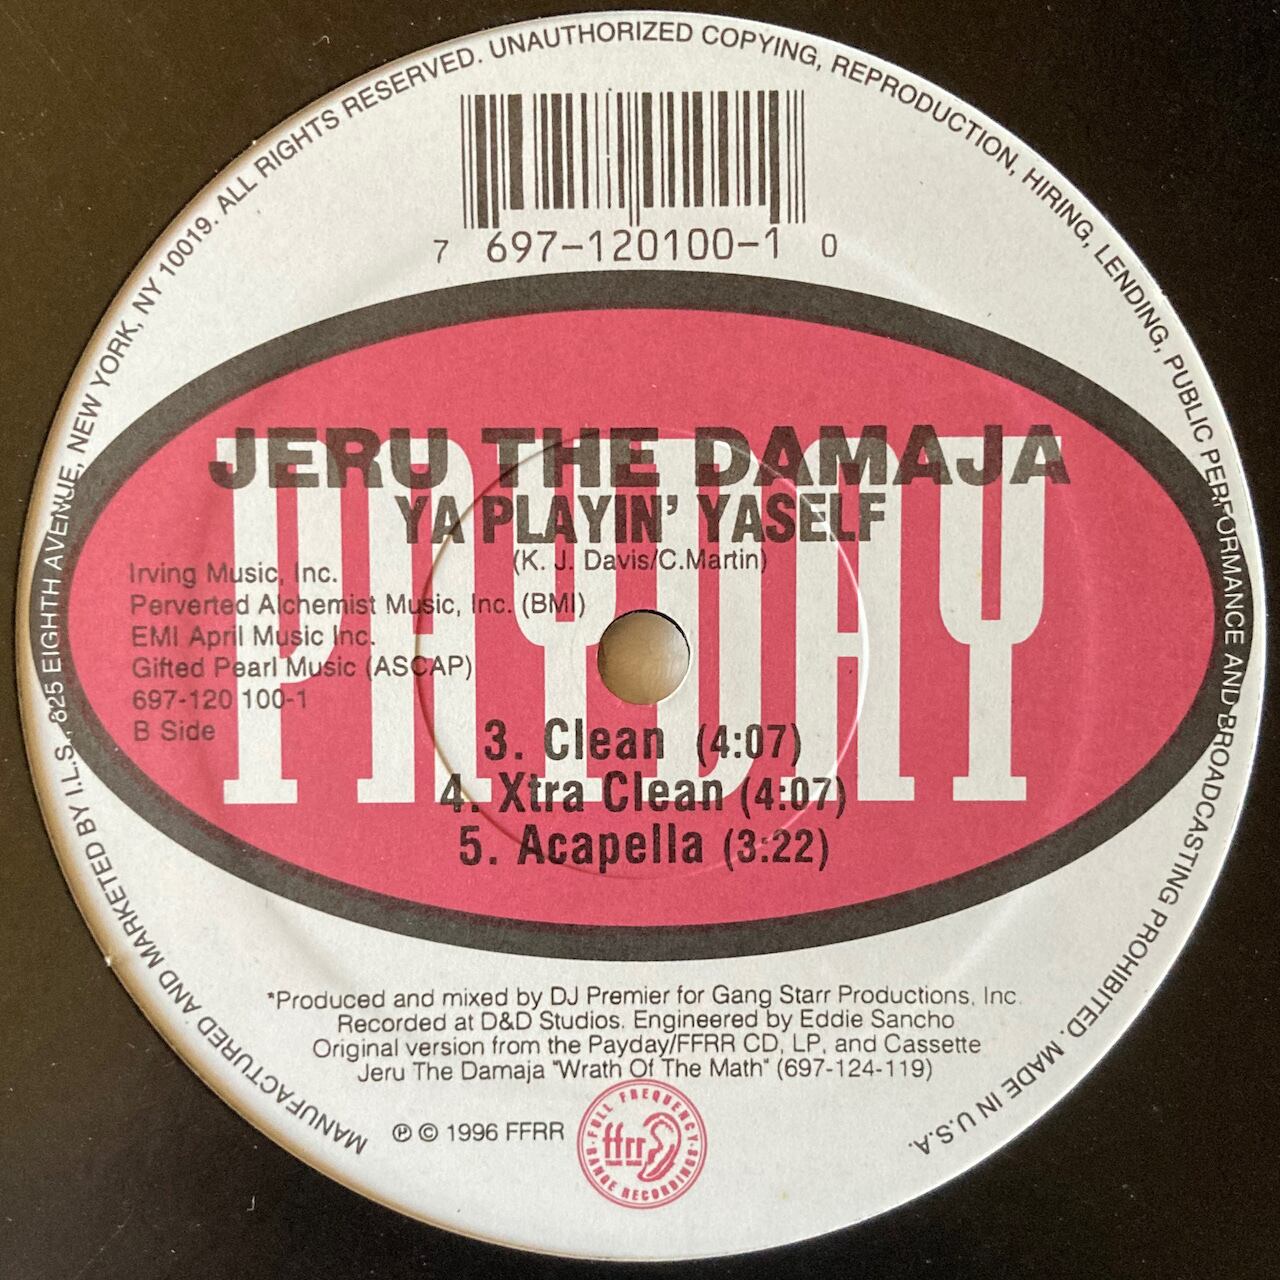 MANUFACTURED AND MARKETED BY I.L.S. 825 EIGHTH AVENUE, NEW YORK, NY 10019. ALL RIGHTS RESERVED. UNAUTHORIZED COPYING, REPRODUCTION, HIRING, LENDING, PUBLIC PERFORMANCE AND BROADCASTING PROHIBITED. MADE IN U.S.A.
7 697-120100-1 0
PAYDAY
JERU THE DAMAJA
YA PLAYIN' YASELF
(K. J. Davis/C.Martin)
Irving Music, Inc.
Perverted Alchemist Music, Inc. (BMI)
EMI April Music Inc.
Gifted Pearl Music (ASCAP)
697-120 100-1
B Side
3. Clean (4:07)
4. Xtra Clean (4:07)
5. Acapella (3:22)
*Produced and mixed by DJ Premier for Gang Starr Productions, Inc.
Recorded at D&D Studios. Engineered by Eddie Sancho
Original version from the Payday/FFRR CD, LP, and Cassette
Jeru The Damaja "Wrath Of The Math" (697-124-119)
℗ © 1996 FFRR
FULL FREQUENCY
ffrr
RANGE RECORDINGS